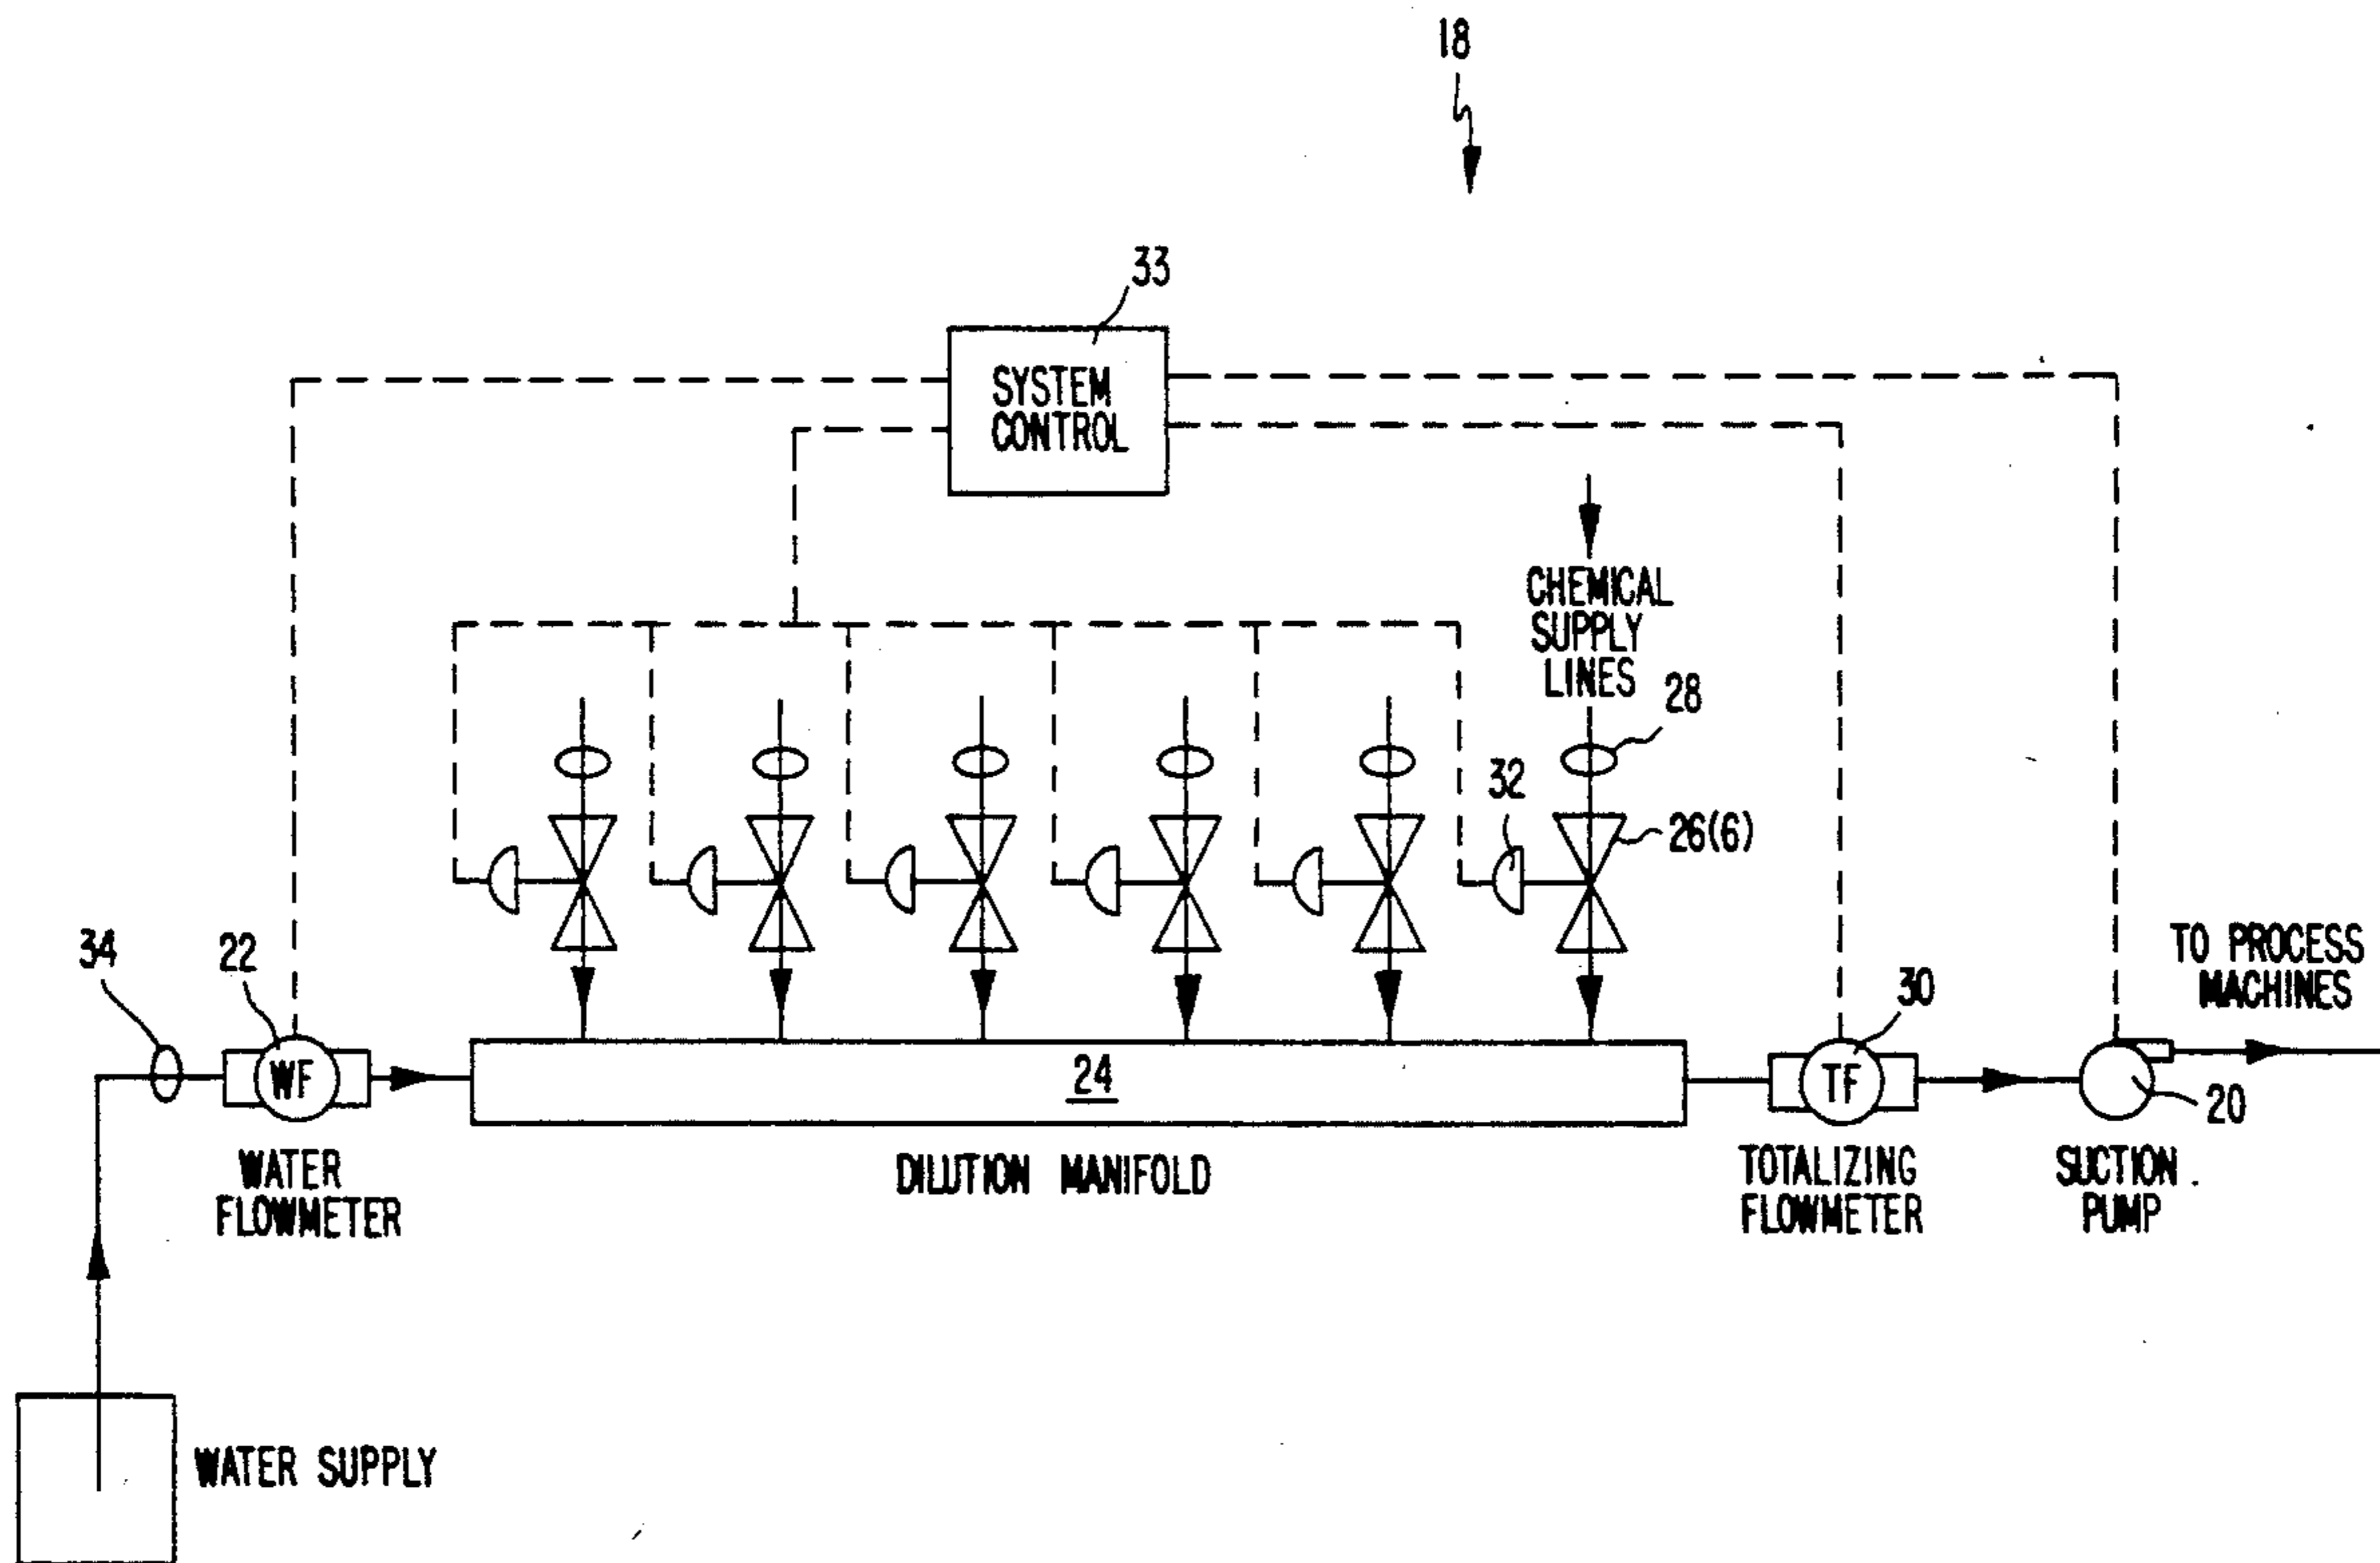 18
33
SYSTEM
CONTROL
CHEMICAL
SUPPLY
LINES
28
32
26(6)
34
22
WF
24
30
TF
20
TO PROCESS
MACHINES
WATER
FLOWMETER
DILUTION MANIFOLD
TOTALIZING
FLOWMETER
SUCTION
PUMP
WATER SUPPLY